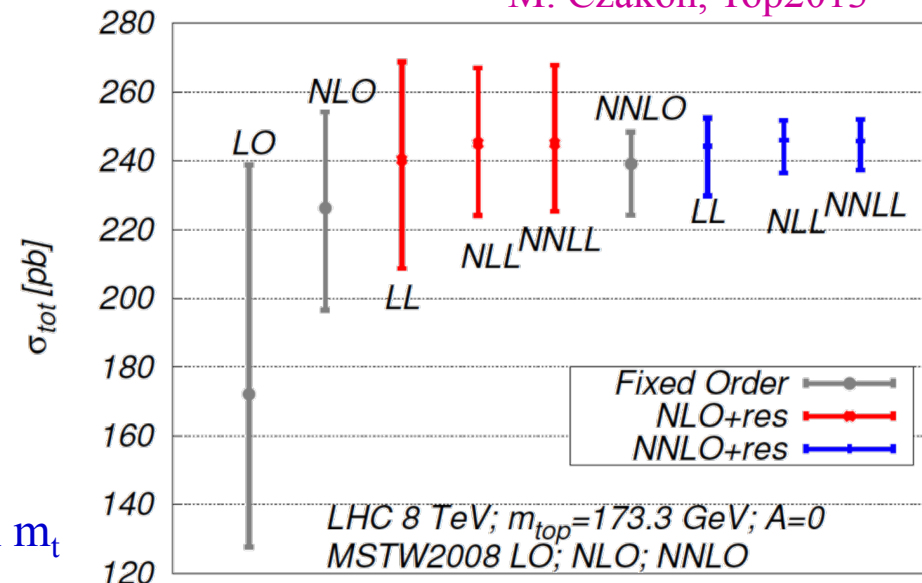 M. Czakon, Top2013
280
260
240
220
200
180
160
140
120
σtot [pb]
LO
NLO
LL
NLL
NNLL
NNLO
LL
NLL
NNLL
Fixed Order
NLO+res
NNLO+res
LHC 8 TeV; mtop=173.3 GeV; A=0
MSTW2008 LO; NLO; NNLO
mt